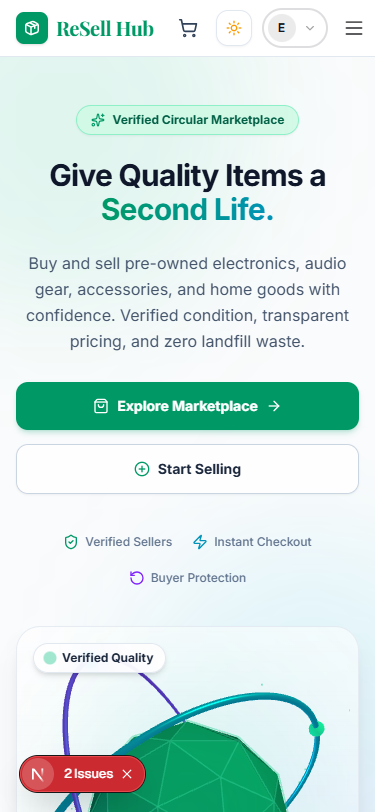 ReSell Hub
E
Verified Circular Marketplace
Give Quality Items a
Second Life.
Buy and sell pre-owned electronics, audio
gear, accessories, and home goods with
confidence. Verified condition, transparent
pricing, and zero landfill waste.
Explore Marketplace
Start Selling
Verified Sellers
Instant Checkout
Buyer Protection
Verified Quality
N
2 Issues